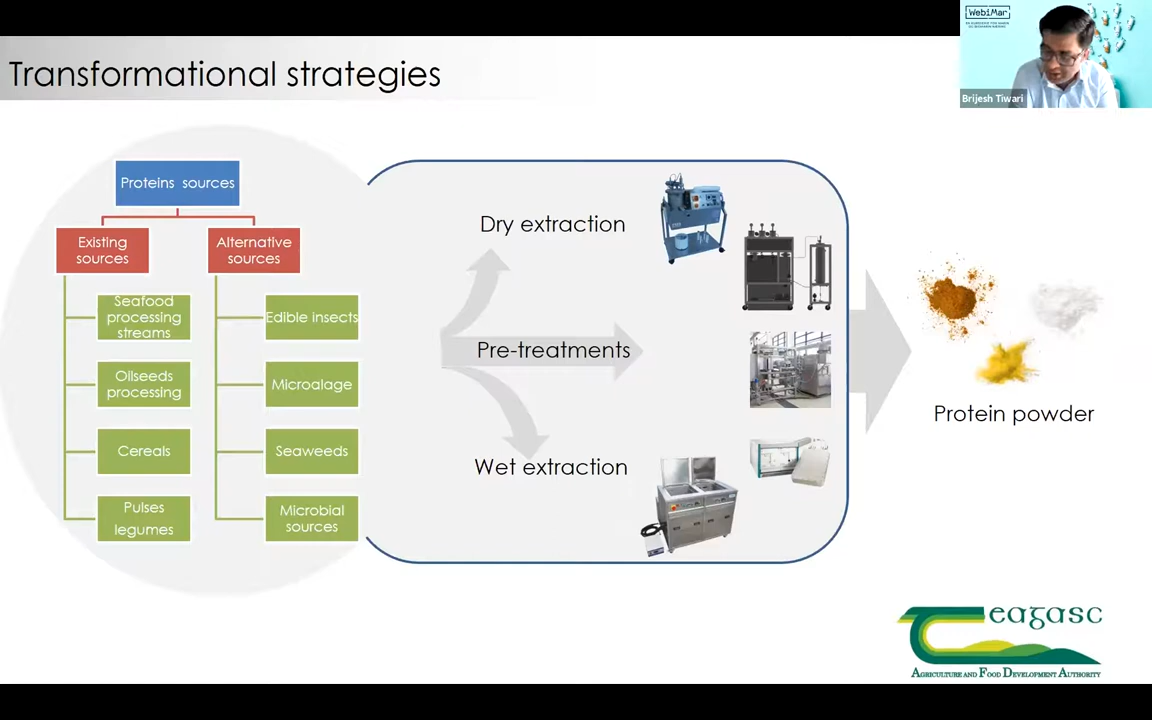 Transformational strategies
WebiMar
Brijesh Tiwari
Proteins sources
Existing
sources
Alternative
sources
Seafood
processing
streams
Oilseeds
processing
Cereals
Pulses
legumes
Edible insects
Microalage
Seaweeds
Microbial
sources
Dry extraction
Pre-treatments
Wet extraction
Protein powder
Teagasc
AGRICULTURE AND FOOD DEVELOPMENT AUTHORITY